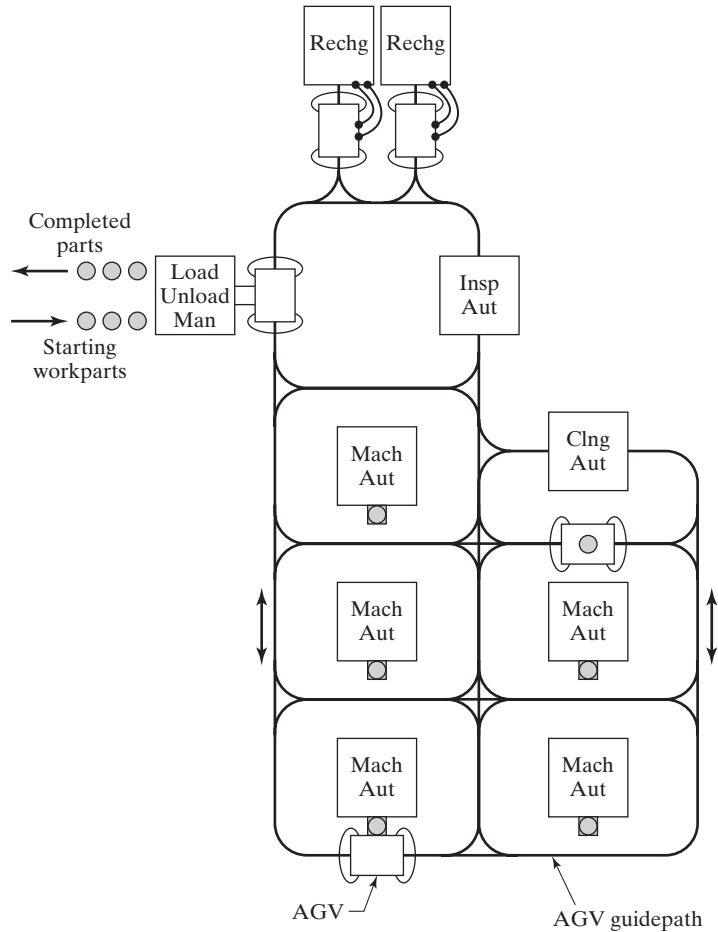 Rechg
Rechg
Completed
parts
Load
Unload
Man
Starting
workparts
Insp
Aut
Mach
Aut
Clng
Aut
Mach
Aut
Mach
Aut
Mach
Aut
Mach
Aut
AGV
AGV guidepath